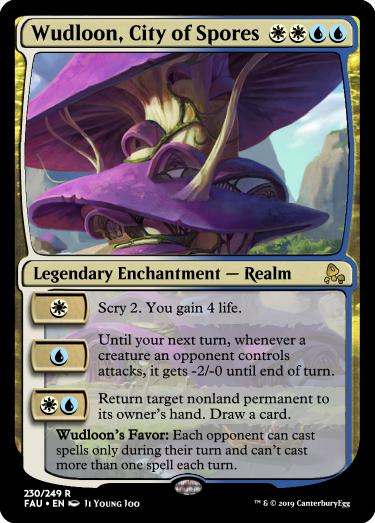 Wudloon, City of Spores
Legendary Enchantment — Realm
Scry 2. You gain 4 life.
Until your next turn, whenever a
creature an opponent controls
attacks, it gets -2/-0 until end of turn.
Return target nonland permanent to
its owner's hand. Draw a card.
Wudloon's Favor: Each opponent can cast
spells only during their turn and can't cast
more than one spell each turn.
230/249 R
FAU • EN Ji Young Joo
™ & © 2019 CanterburyEgg